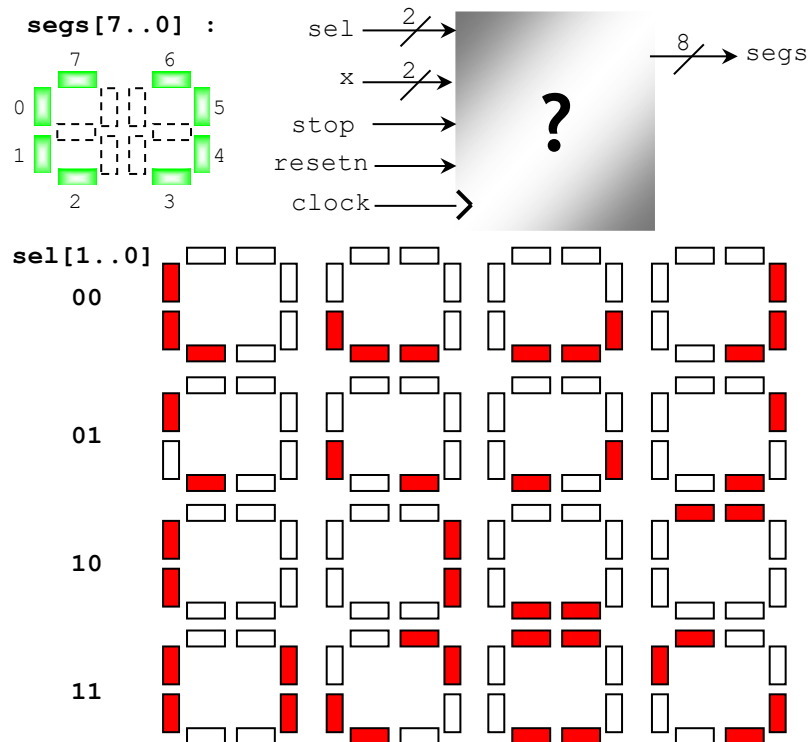 segs[7..0] :
7 6
0 5
1 4
2 3
sel 2
x 2
stop
resetn
clock
?
8 segs
sel[1..0]
00
01
10
11